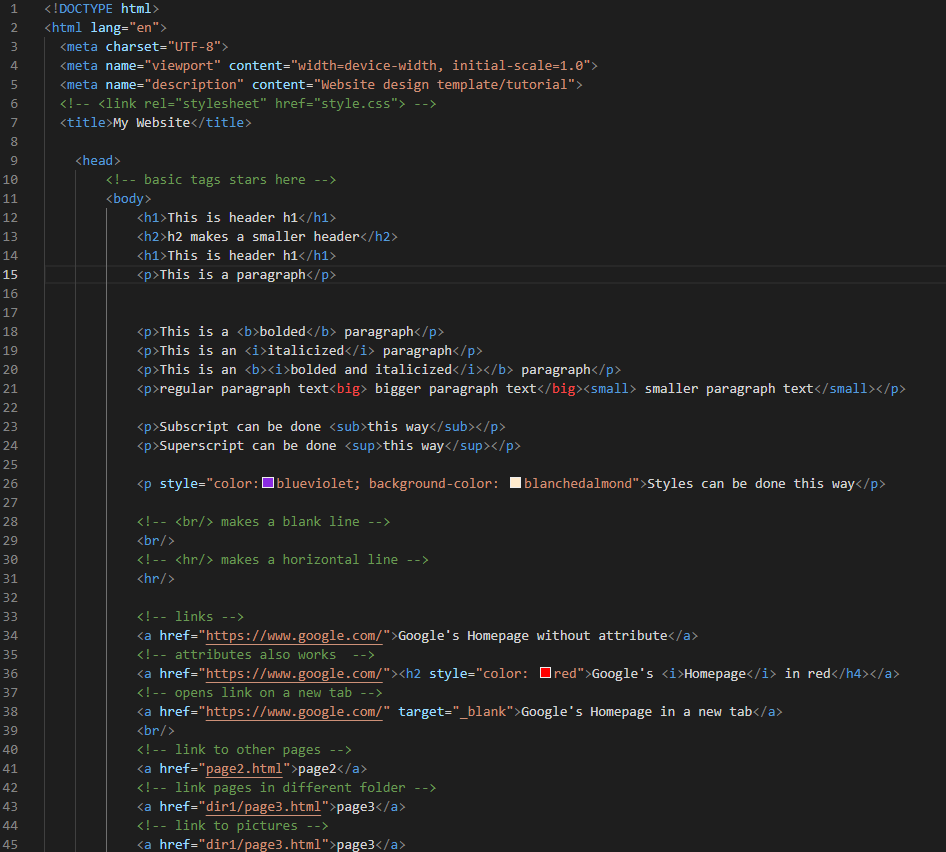 1 <!DOCTYPE html>
2 <html lang="en">
3 <meta charset="UTF-8">
4 <meta name="viewport" content="width=device-width, initial-scale=1.0">
5 <meta name="description" content="Website design template/tutorial">
6 <!-- <link rel="stylesheet" href="style.css"> -->
7 <title>My Website</title>
8
9 <head>
10 <!-- basic tags stars here -->
11 <body>
12 <h1>This is header h1</h1>
13 <h2>h2 makes a smaller header</h2>
14 <h1>This is header h1</h1>
15 <p>This is a paragraph</p>
16
17
18 <p>This is a <b>bolded</b> paragraph</p>
19 <p>This is an <i>italicized</i> paragraph</p>
20 <p>This is an <b><i>bolded and italicized</i></b> paragraph</p>
21 <p>regular paragraph text<big> bigger paragraph text</big><small> smaller paragraph text</small></p>
22
23 <p>Subscript can be done <sub>this way</sub></p>
24 <p>Superscript can be done <sup>this way</sup></p>
25
26 <p style="color:blueviolet; background-color: blanchedalmond">Styles can be done this way</p>
27
28 <!-- <br/> makes a blank line -->
29 <br/>
30 <!-- <hr/> makes a horizontal line -->
31 <hr/>
32
33 <!-- links -->
34 <a href="https://www.google.com/">Google's Homepage without attribute</a>
35 <!-- attributes also works  -->
36 <a href="https://www.google.com/"><h2 style="color: red">Google's <i>Homepage</i> in red</h4></a>
37 <!-- opens link on a new tab -->
38 <a href="https://www.google.com/" target="_blank">Google's Homepage in a new tab</a>
39 <br/>
40 <!-- link to other pages -->
41 <a href="page2.html">page2</a>
42 <!-- link pages in different folder -->
43 <a href="dir1/page3.html">page3</a>
44 <!-- link to pictures -->
45 <a href="dir1/page3.html">page3</a>